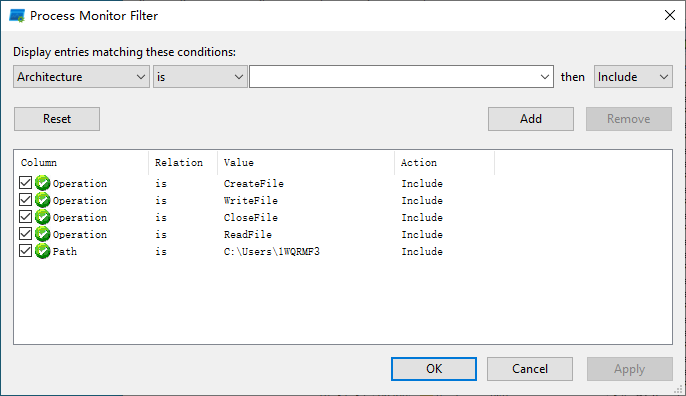 Process Monitor Filter
Display entries matching these conditions:
Architecture is then Include
Reset Add Remove
Column Relation Value Action
Operation is CreateFile Include
Operation is WriteFile Include
Operation is CloseFile Include
Operation is ReadFile Include
Path is C:\Users\1WQRMF3 Include
OK Cancel Apply